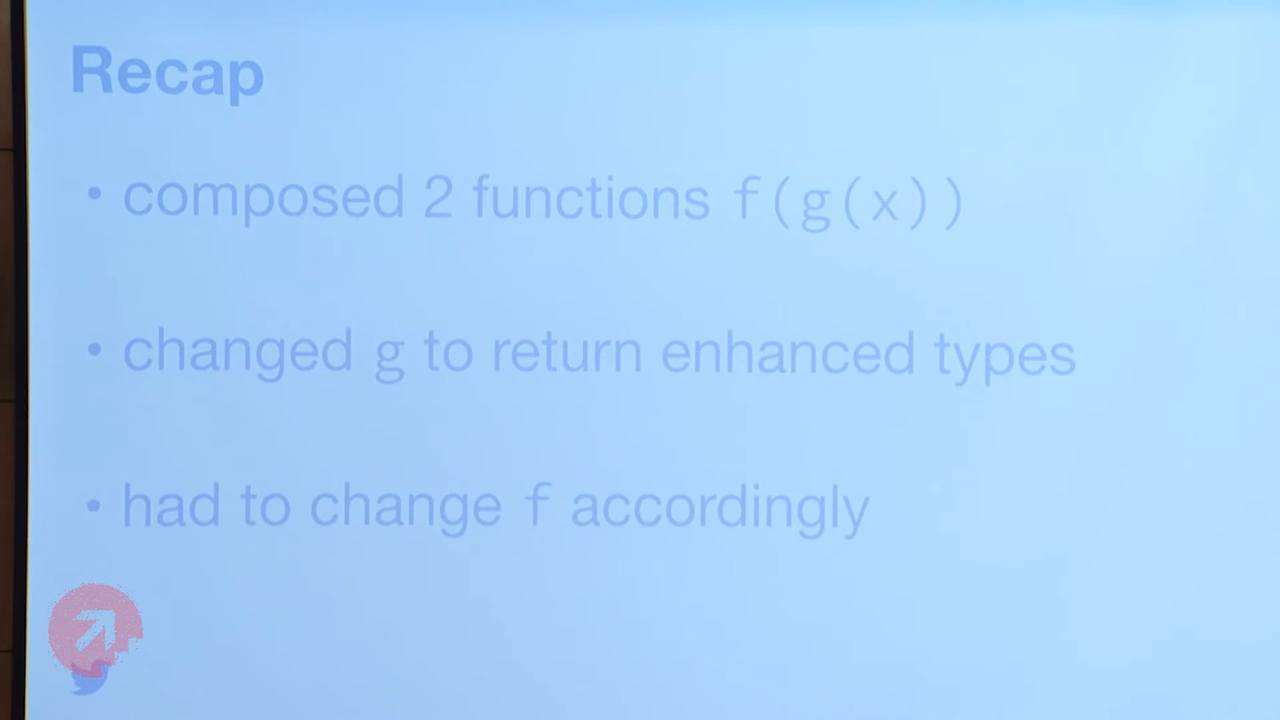 Recap
• composed 2 functions f(g(x))
• changed g to return enhanced types
• had to change f accordingly